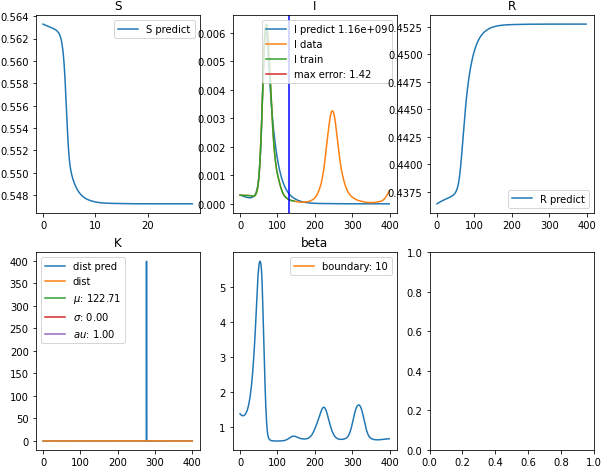 S
0.564
0.562
0.560
0.558
0.556
0.554
0.552
0.550
0.548
0 10 20
S predict
I
0.006
0.005
0.004
0.003
0.002
0.001
0.000
0 100 200 300 400
I predict 1.16e+09
I data
I train
max error: 1.42
R
0.4525
0.4500
0.4475
0.4450
0.4425
0.4400
0.4375
0 100 200 300 400
R predict
K
400
350
300
250
200
150
100
50
0
0 100 200 300 400
dist pred
dist
μ: 122.71
σ: 0.00
au: 1.00
beta
5
4
3
2
1
0 100 200 300 400
boundary: 10
1.0
0.8
0.6
0.4
0.2
0.0
0.0 0.2 0.4 0.6 0.8 1.0